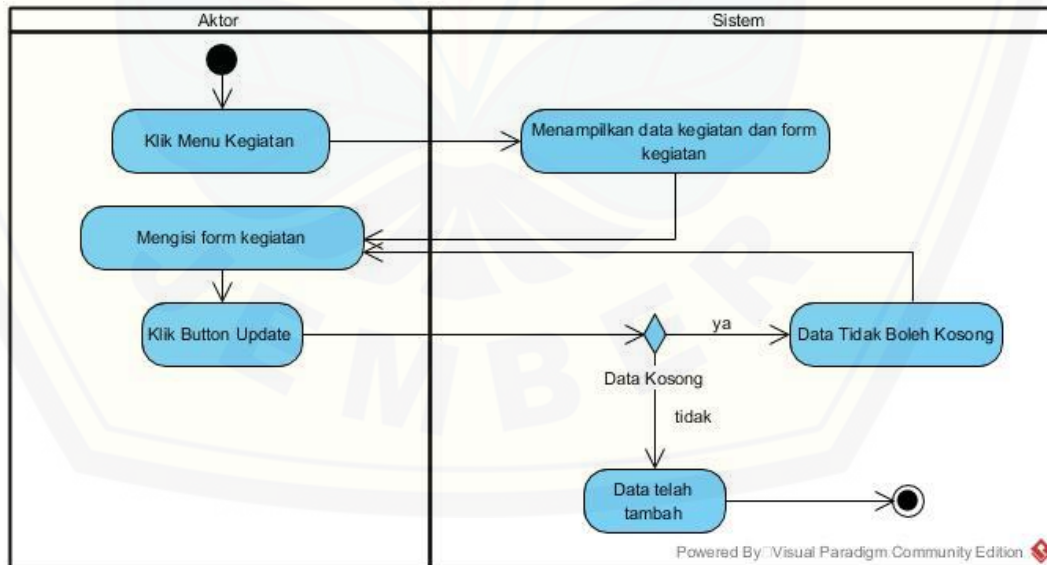 Aktor
Sistem
Klik Menu Kegiatan
Menampilkan data kegiatan dan form
kegiatan
Mengisi form kegiatan
Klik Button Update
ya
Data Tidak Boleh Kosong
Data Kosong
tidak
Data telah
tambah
JEMBER
Powered By Visual Paradigm Community Edition